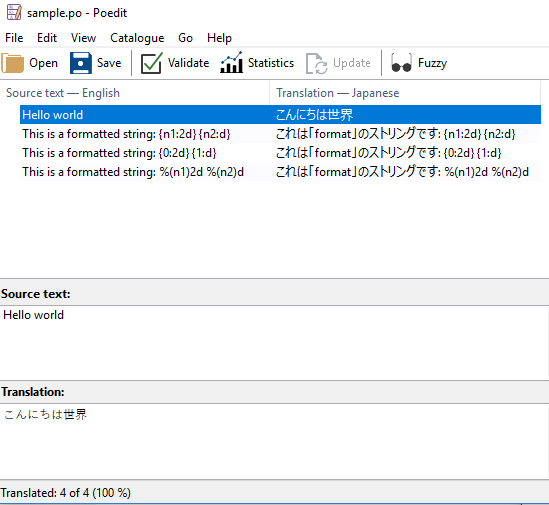 sample.po - Poedit
File Edit View Catalogue Go Help
Open Save Validate Statistics Update Fuzzy
Source text — English Translation — Japanese
Hello world こんにちは世界
This is a formatted string: {n1:2d} {n2:d} これは「format」のストリングです: {n1:2d} {n2:d}
This is a formatted string: {0:2d} {1:d} これは「format」のストリングです: {0:2d} {1:d}
This is a formatted string: %(n1)2d %(n2)d これは「format」のストリングです: %(n1)2d %(n2)d
Source text:
Hello world
Translation:
こんにちは世界
Translated: 4 of 4 (100 %)